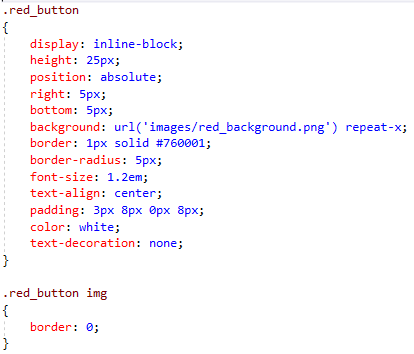 .red_button
{
display: inline-block;
height: 25px;
position: absolute;
right: 5px;
bottom: 5px;
background: url('images/red_background.png') repeat-x;
border: 1px solid #760001;
border-radius: 5px;
font-size: 1.2em;
text-align: center;
padding: 3px 8px 0px 8px;
color: white;
text-decoration: none;
}
.red_button img
{
border: 0;
}